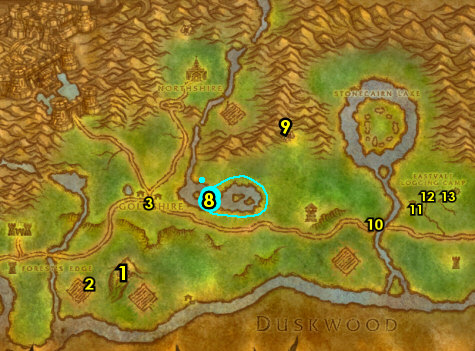 NORTHSHIRE
STONECAIRN LAKE
9
EASTVALE
LOGGING CAMP
12
13
11
8
3
GOLDSHIRE
10
FOREST'S EDGE
1
2
DUSKWOOD